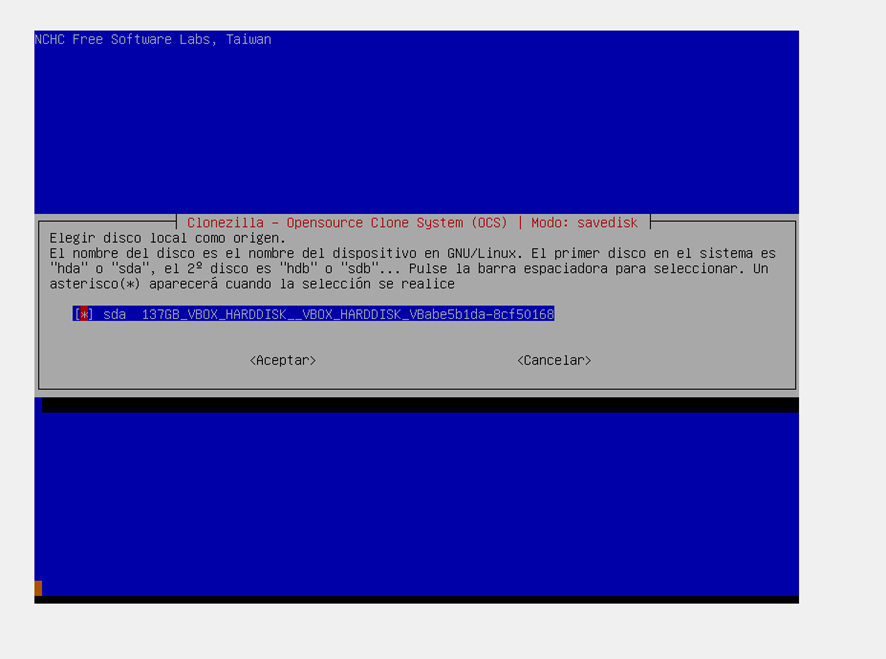 NCHC Free Software Labs, Taiwan
Clonezilla - Opensource Clone System (OCS) | Modo: savedisk
Elegir disco local como origen.
El nombre del disco es el nombre del dispositivo en GNU/Linux. El primer disco en el sistema es
"hda" o "sda", el 2º disco es "hdb" o "sdb"... Pulse la barra espaciadora para seleccionar. Un
asterisco(*) aparecerá cuando la selección se realice
[*] sda  137GB_VBOX_HARDDISK__VBOX_HARDDISK_VBabe5b1da-8cf50168
<Aceptar> <Cancelar>